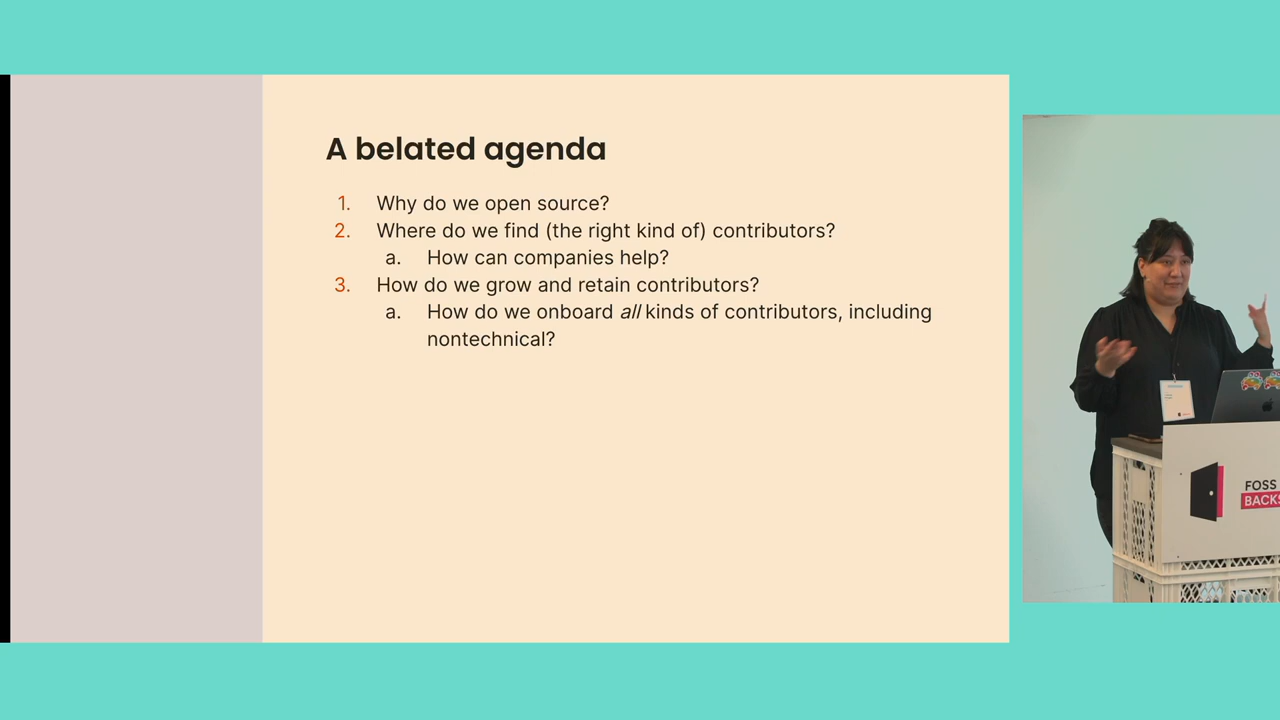 A belated agenda
1. Why do we open source?
2. Where do we find (the right kind of) contributors?
a. How can companies help?
3. How do we grow and retain contributors?
a. How do we onboard all kinds of contributors, including
nontechnical?
FOSS
BACKS